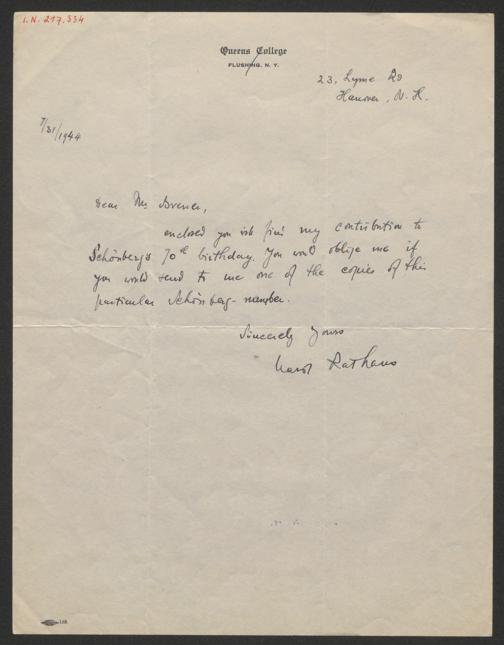 I.N. 217.334
Queens College
FLUSHING, N. Y.
23, Lyme Rd
Hanover, N. H.
7/31/1944
Dear Mr.
enclosed you will find my contribution to
Schönberg's 70th birthday. You would oblige me if
you would send to me one of the copies of this
particular Schönberg-number.
Sincerely Yours
Karol Rathaus
168